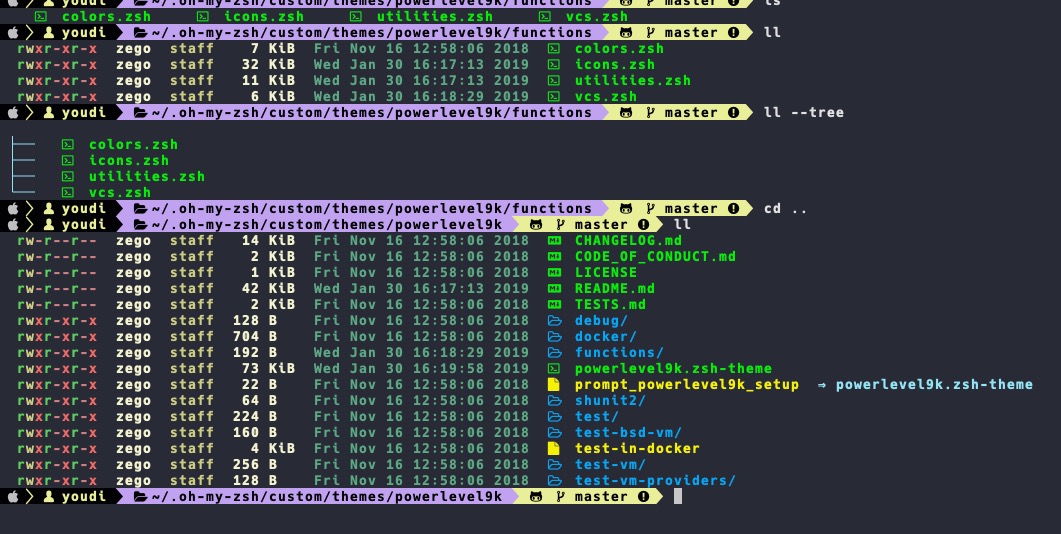 youdi ~/.oh-my-zsh/custom/themes/powerlevel9k/functions master ls
colors.zsh icons.zsh utilities.zsh vcs.zsh
youdi ~/.oh-my-zsh/custom/themes/powerlevel9k/functions master ll
rwxr-xr-x zego staff 7 KiB Fri Nov 16 12:58:06 2018 colors.zsh
rwxr-xr-x zego staff 32 KiB Wed Jan 30 16:17:13 2019 icons.zsh
rwxr-xr-x zego staff 11 KiB Wed Jan 30 16:17:13 2019 utilities.zsh
rwxr-xr-x zego staff 6 KiB Wed Jan 30 16:18:29 2019 vcs.zsh
youdi ~/.oh-my-zsh/custom/themes/powerlevel9k/functions master ll --tree
├── colors.zsh
├── icons.zsh
├── utilities.zsh
└── vcs.zsh
youdi ~/.oh-my-zsh/custom/themes/powerlevel9k/functions master cd ..
youdi ~/.oh-my-zsh/custom/themes/powerlevel9k master ll
rw-r--r-- zego staff 14 KiB Fri Nov 16 12:58:06 2018 CHANGELOG.md
rw-r--r-- zego staff 2 KiB Fri Nov 16 12:58:06 2018 CODE_OF_CONDUCT.md
rw-r--r-- zego staff 1 KiB Fri Nov 16 12:58:06 2018 LICENSE
rw-r--r-- zego staff 42 KiB Wed Jan 30 16:17:13 2019 README.md
rw-r--r-- zego staff 2 KiB Fri Nov 16 12:58:06 2018 TESTS.md
rwxr-xr-x zego staff 128 B Fri Nov 16 12:58:06 2018 debug/
rwxr-xr-x zego staff 704 B Fri Nov 16 12:58:06 2018 docker/
rwxr-xr-x zego staff 192 B Wed Jan 30 16:18:29 2019 functions/
rwxr-xr-x zego staff 73 KiB Wed Jan 30 16:19:58 2019 powerlevel9k.zsh-theme
rwxr-xr-x zego staff 22 B Fri Nov 16 12:58:06 2018 prompt_powerlevel9k_setup ⇒ powerlevel9k.zsh-theme
rwxr-xr-x zego staff 64 B Fri Nov 16 12:58:06 2018 shunit2/
rwxr-xr-x zego staff 224 B Fri Nov 16 12:58:06 2018 test/
rwxr-xr-x zego staff 160 B Fri Nov 16 12:58:06 2018 test-bsd-vm/
rwxr-xr-x zego staff 4 KiB Fri Nov 16 12:58:06 2018 test-in-docker
rwxr-xr-x zego staff 256 B Fri Nov 16 12:58:06 2018 test-vm/
rwxr-xr-x zego staff 128 B Fri Nov 16 12:58:06 2018 test-vm-providers/
youdi ~/.oh-my-zsh/custom/themes/powerlevel9k master